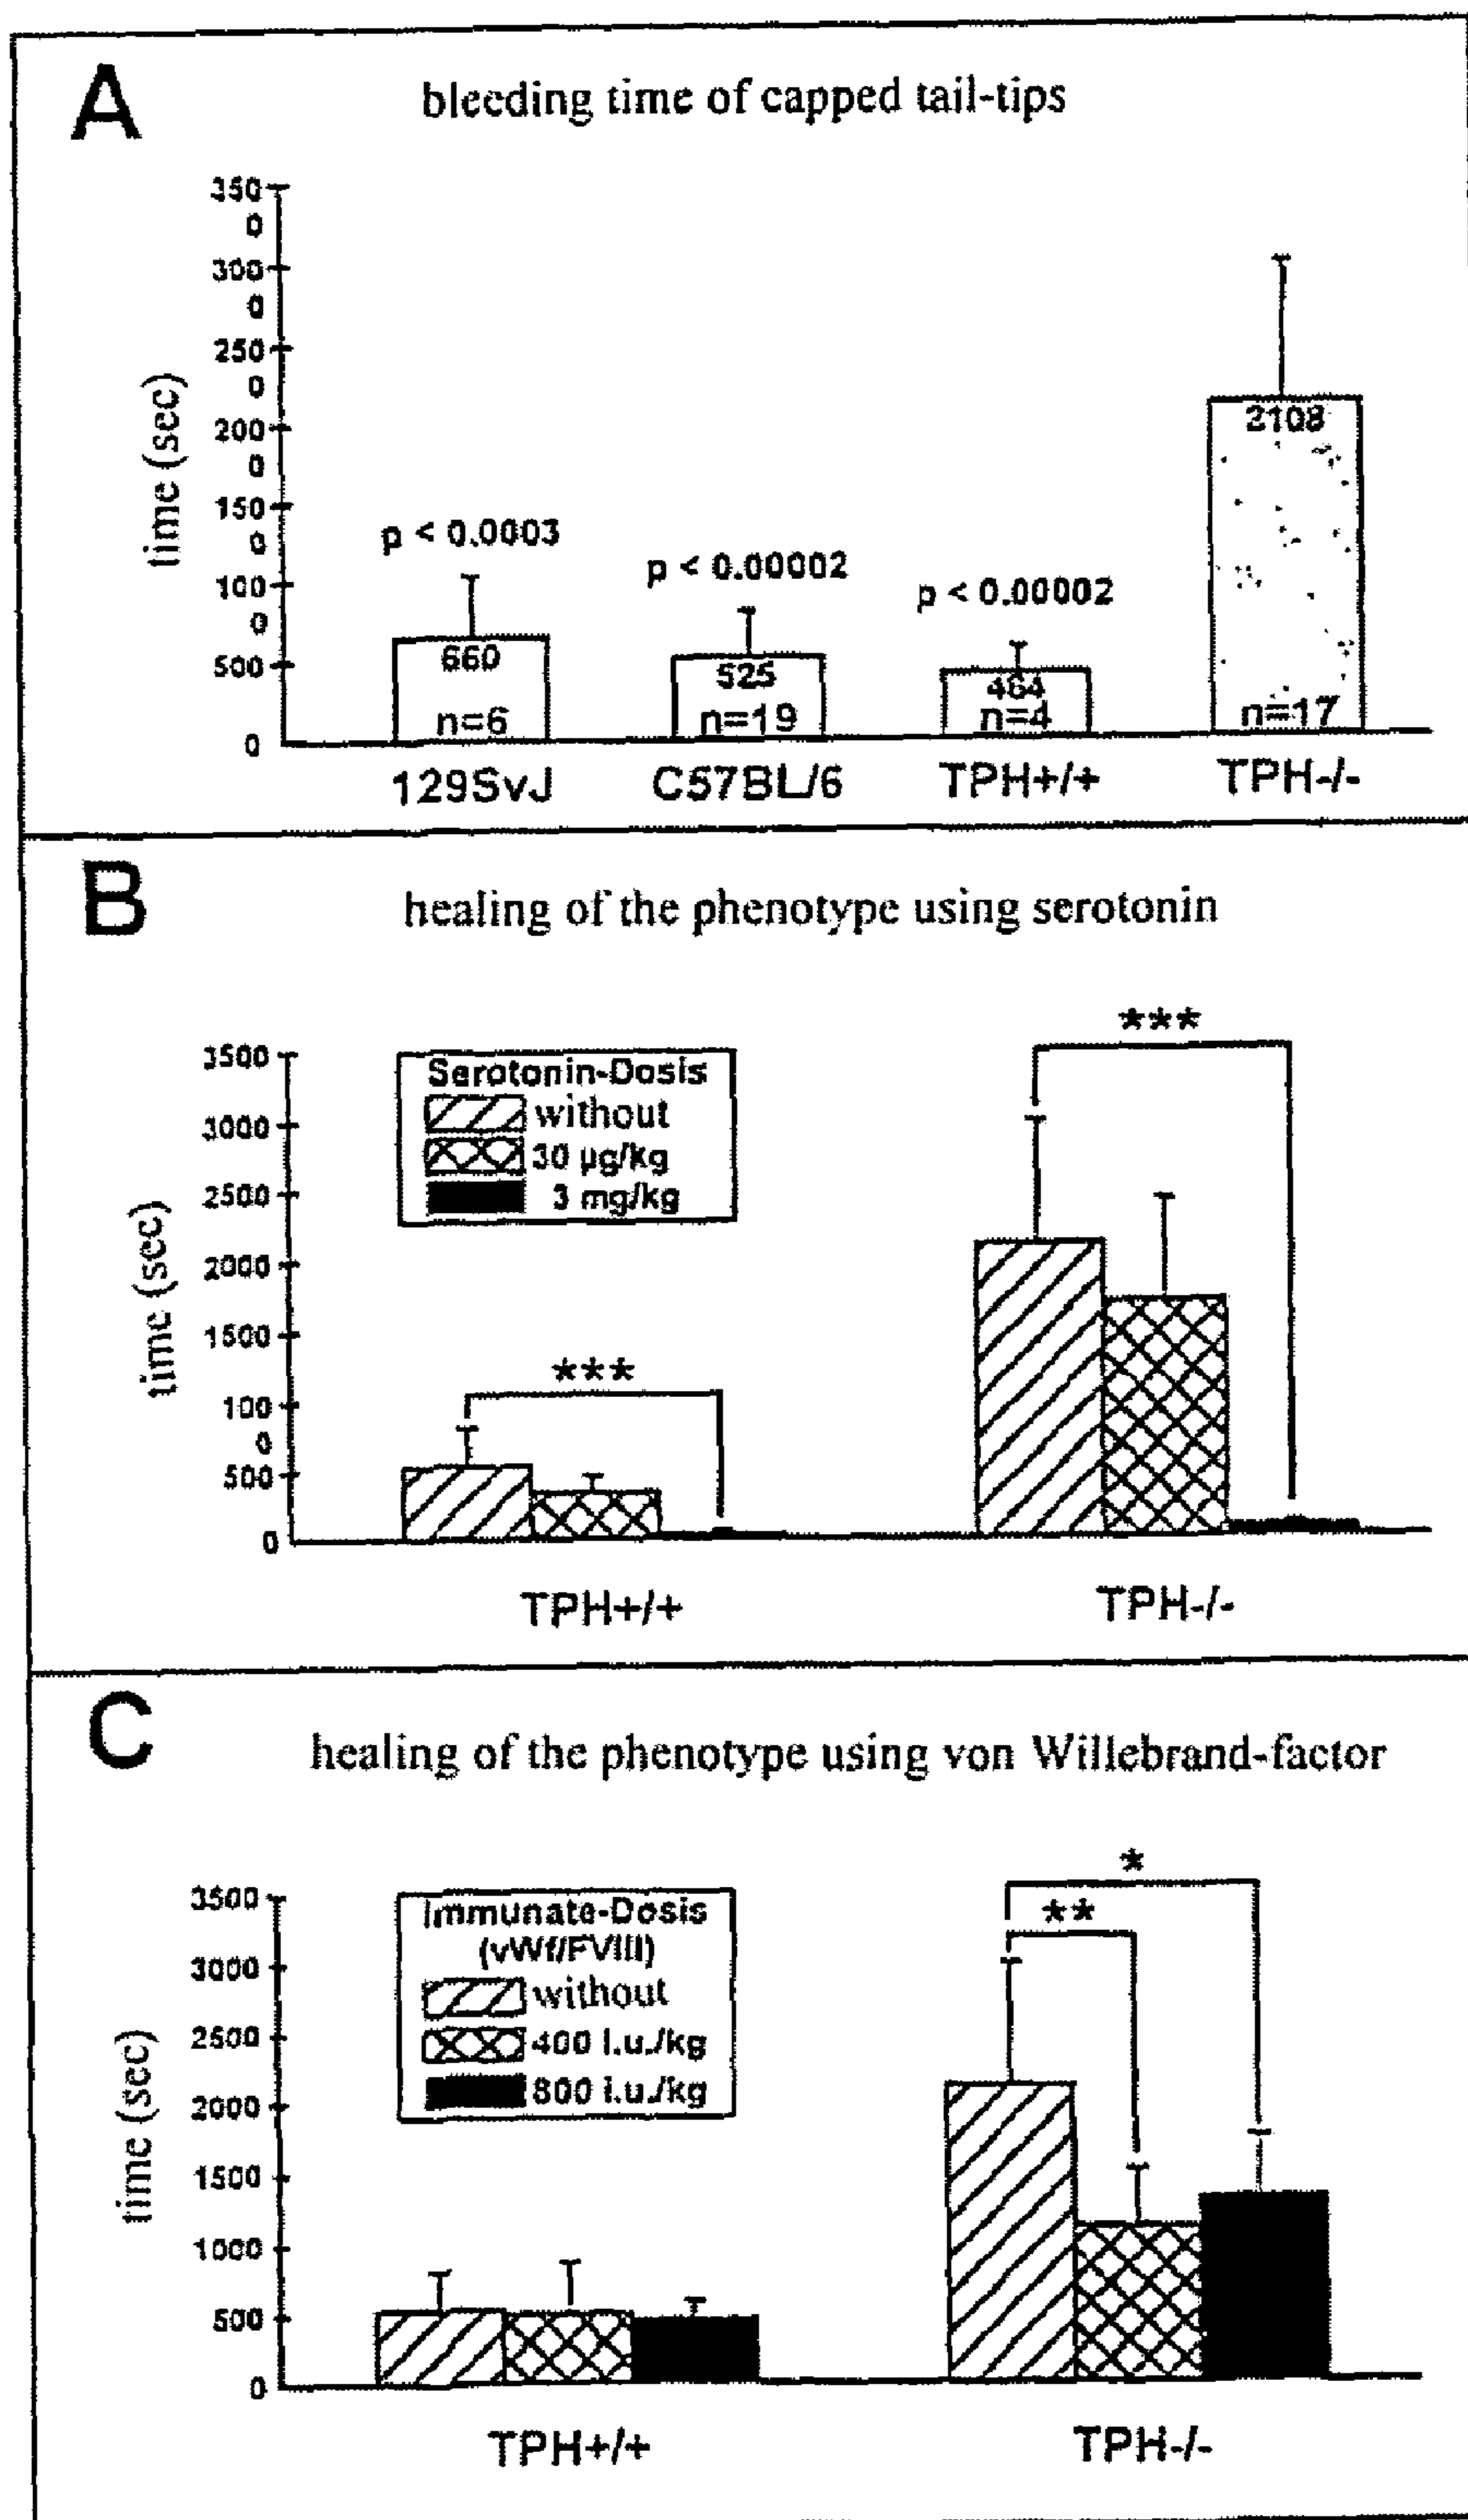 A
bleeding time of capped tail-tips
350
0
300
0
250
0
200
0
150
0
100
0
500
0
time (sec)
p < 0.0003
p < 0.00002
p < 0.00002
660
n=6
525
n=19
464
n=4
2108
n=17
129SvJ C57BL/6 TPH+/+ TPH-/-
B
healing of the phenotype using serotonin
3500
3000
2500
2000
1500
100
0
500
0
time (sec)
Serotonin-Dosis
without
30 µg/kg
3 mg/kg
***
***
TPH+/+ TPH-/-
C
healing of the phenotype using von Willebrand-factor
3500
3000
2500
2000
1500
1000
500
0
time (sec)
Immunate-Dosis
(vWf/FVIII)
without
400 i.u./kg
800 i.u./kg
*
**
TPH+/+ TPH-/-